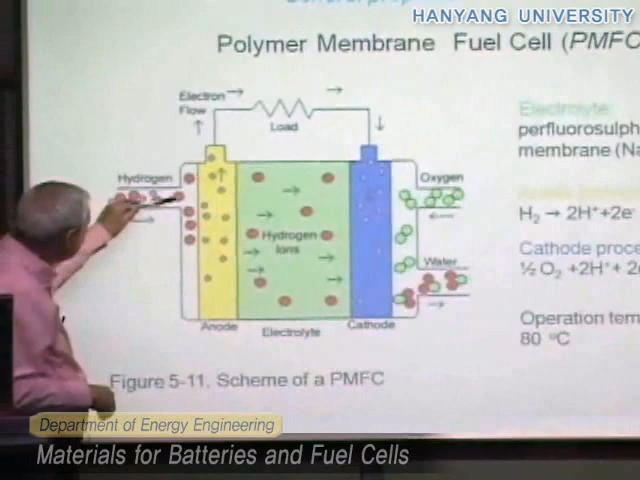 HANYANG UNIVERSITY
Polymer Membrane Fuel Cell (PMFC
Electron
Flow
Load
Hydrogen
Oxygen
Hydrogen
Ions
Water
Anode
Electrolyte
Cathode
Electrolyte:
perfluorosulph
membrane (Na
H₂ → 2H⁺+2e⁻
Cathode proce
½ O₂ +2H⁺+ 2e
Operation tem
80 °C
Figure 5-11. Scheme of a PMFC
Department of Energy Engineering
Materials for Batteries and Fuel Cells